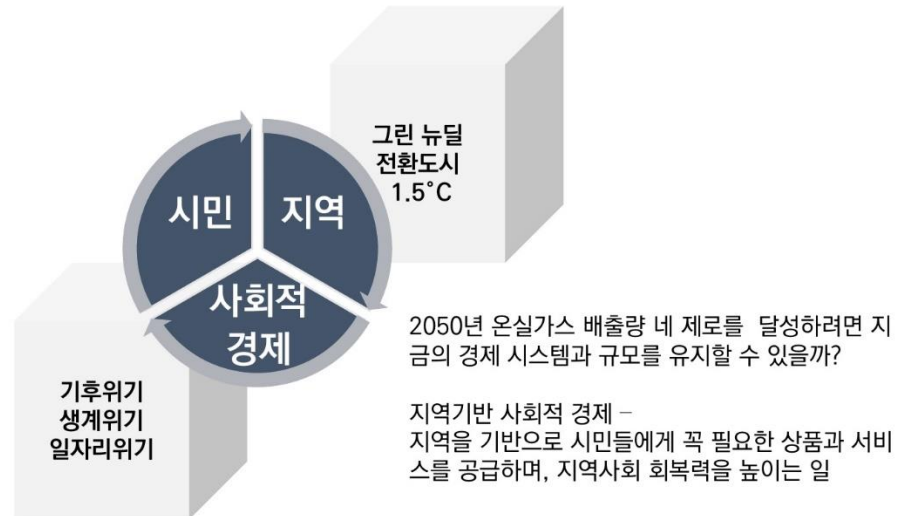 그린 뉴딜
전환도시
1.5˚C
시민
지역
사회적
경제
기후위기
생계위기
일자리위기
2050년 온실가스 배출량 네 제로를 달성하려면 지
금의 경제 시스템과 규모를 유지할 수 있을까?
지역기반 사회적 경제 –
지역을 기반으로 시민들에게 꼭 필요한 상품과 서비
스를 공급하며, 지역사회 회복력을 높이는 일